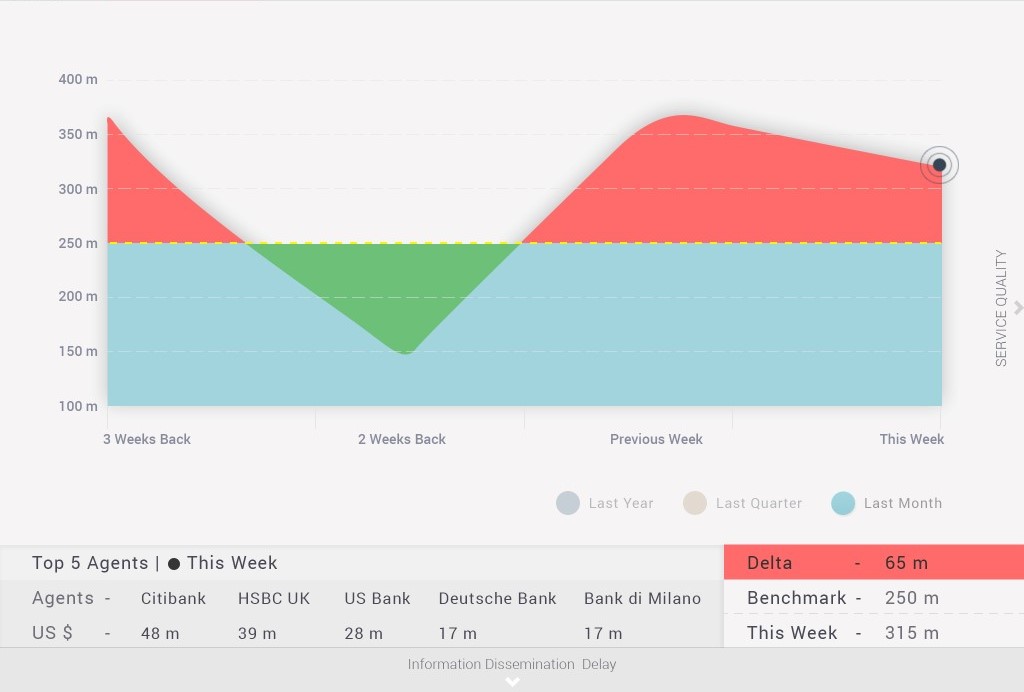 400 m
350 m
300 m
250 m
200 m
150 m
100 m
SERVICE QUALITY
3 Weeks Back 2 Weeks Back Previous Week This Week
Last Year Last Quarter Last Month
Top 5 Agents | ● This Week
Agents - Citibank HSBC UK US Bank Deutsche Bank Bank di Milano
US $ - 48 m 39 m 28 m 17 m 17 m
Delta - 65 m
Benchmark - 250 m
This Week - 315 m
Information Dissemination Delay